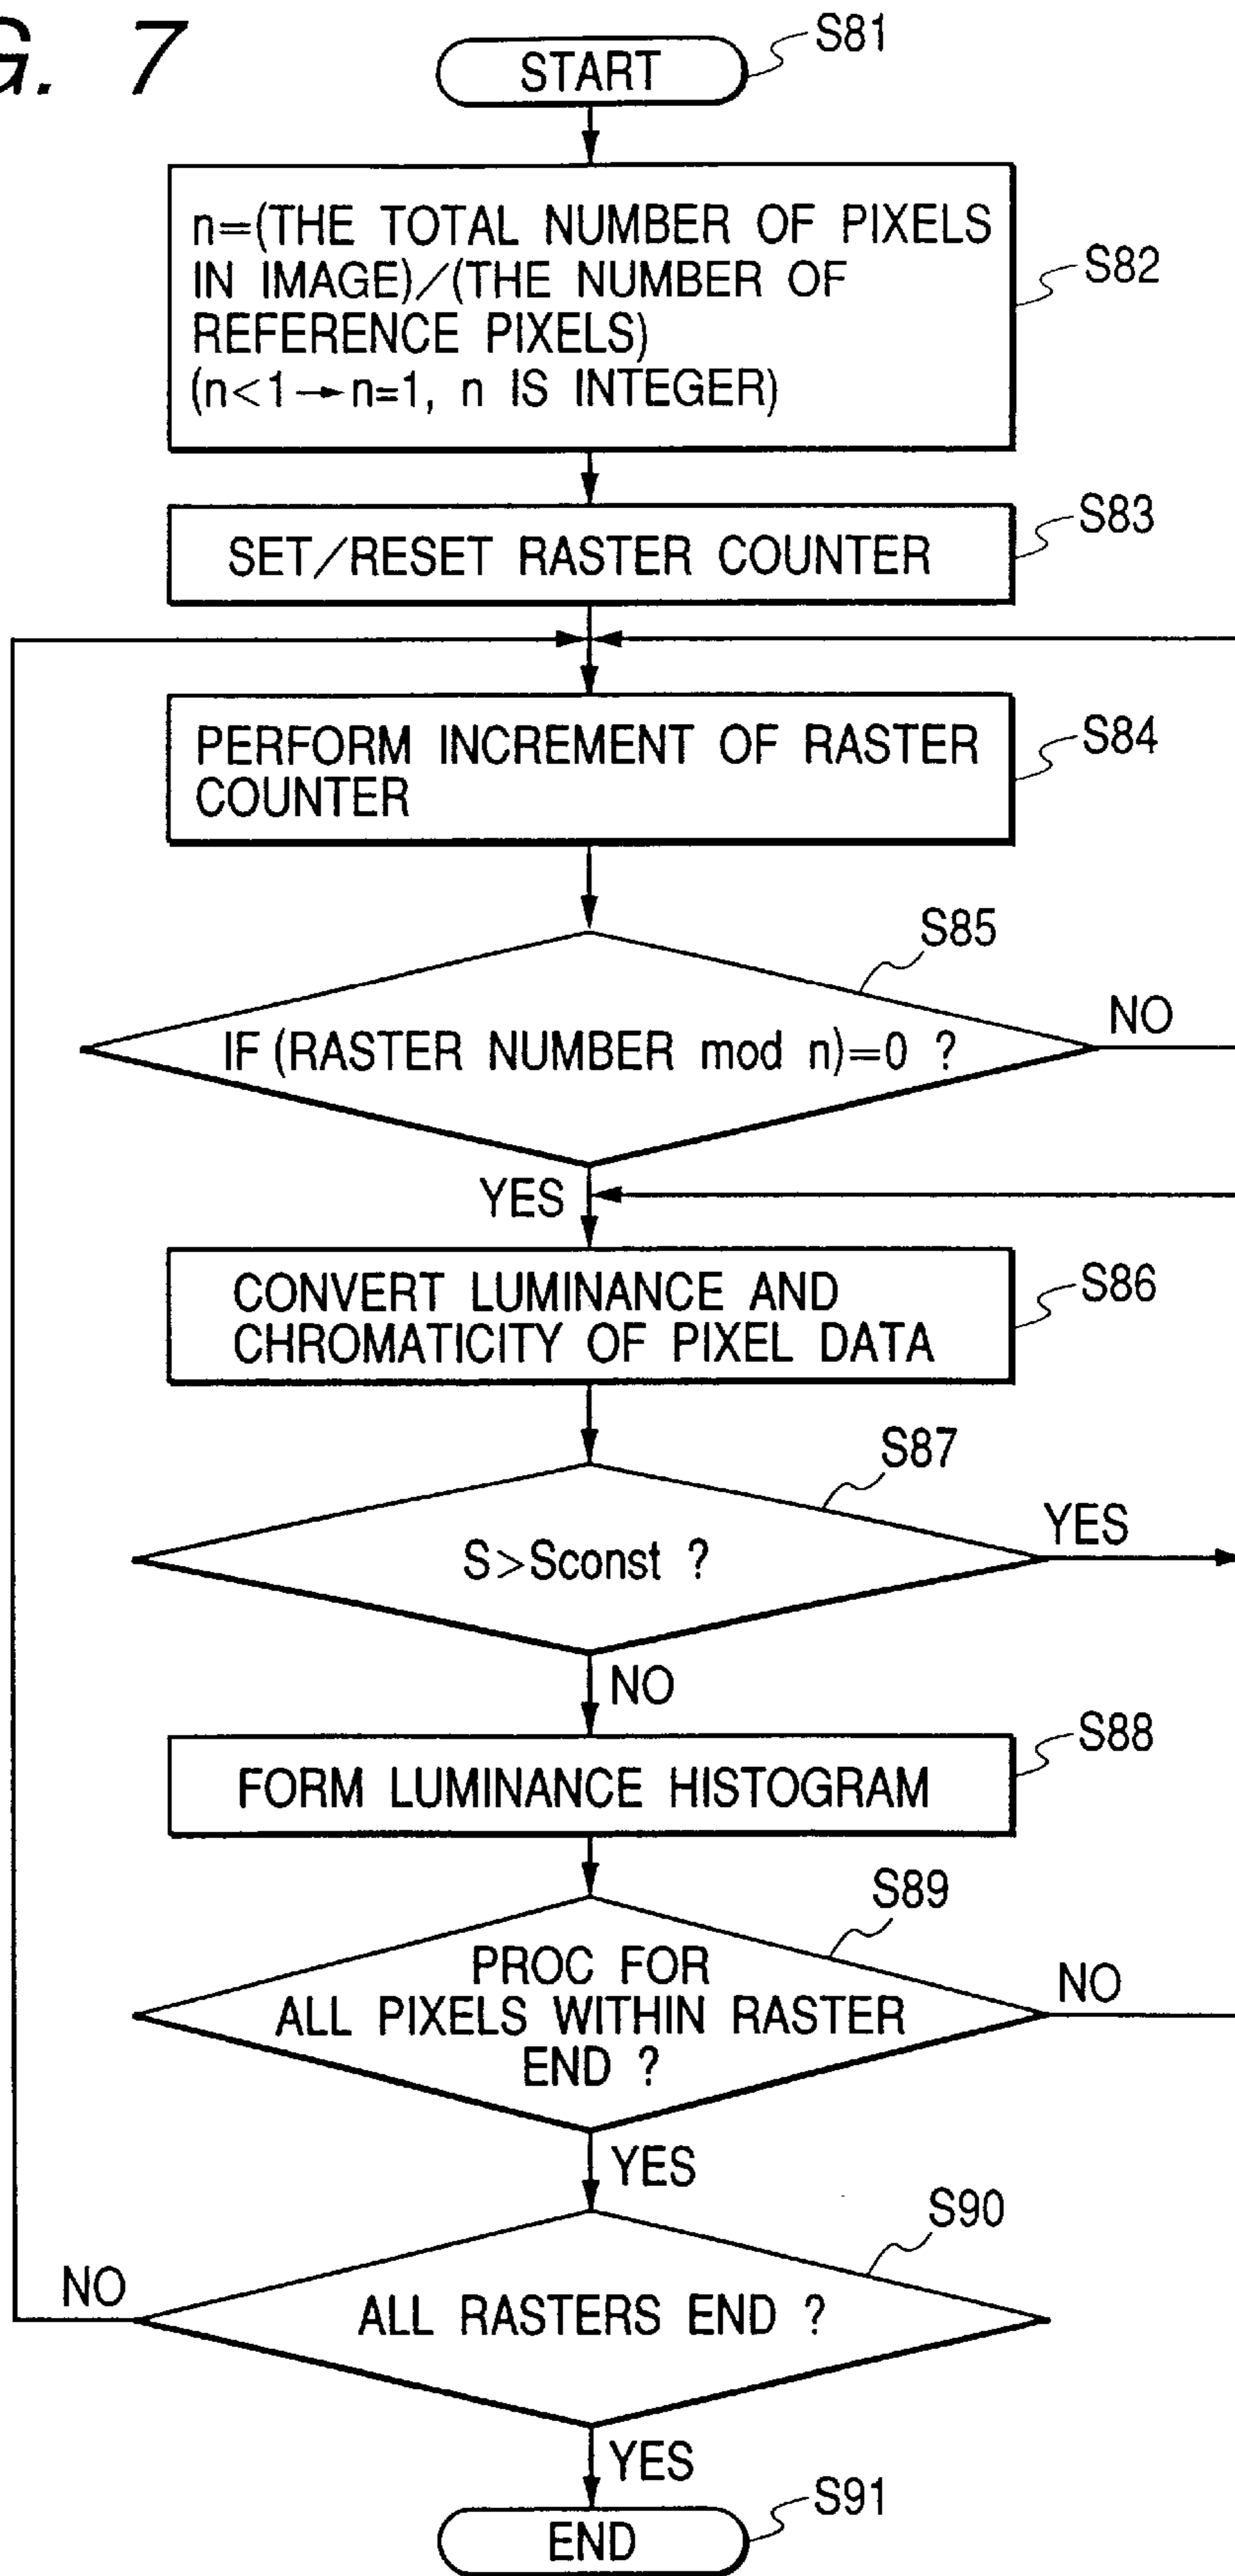 G. 7
START
S81
n=(THE TOTAL NUMBER OF PIXELS
IN IMAGE)/(THE NUMBER OF
REFERENCE PIXELS)
(n<1→n=1, n IS INTEGER)
S82
SET/RESET RASTER COUNTER
S83
PERFORM INCREMENT OF RASTER
COUNTER
S84
S85
IF (RASTER NUMBER mod n)=0 ?
NO
YES
CONVERT LUMINANCE AND
CHROMATICITY OF PIXEL DATA
S86
S87
S>Sconst ?
YES
NO
FORM LUMINANCE HISTOGRAM
S88
S89
PROC FOR
ALL PIXELS WITHIN RASTER
END ?
NO
YES
S90
ALL RASTERS END ?
NO
YES
END
S91